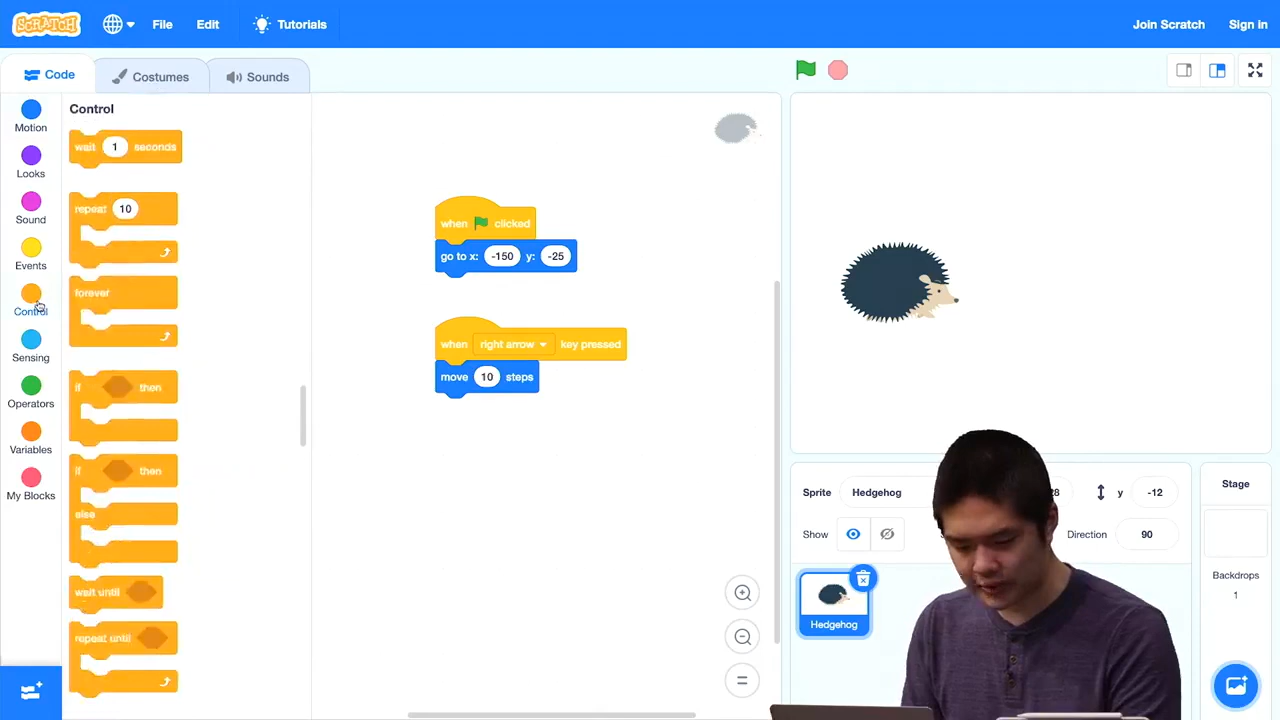 SCRATCH File Edit Tutorials Join Scratch Sign in
Code Costumes Sounds
Motion
Looks
Sound
Events
Control
Sensing
Operators
Variables
My Blocks
Control
wait 1 seconds
repeat 10
forever
if then
if then
else
wait until
repeat until
when clicked
go to x: -150 y: -25
when right arrow key pressed
move 10 steps
Sprite Hedgehog y -12
Show Direction 90
Hedgehog
Stage
Backdrops
1